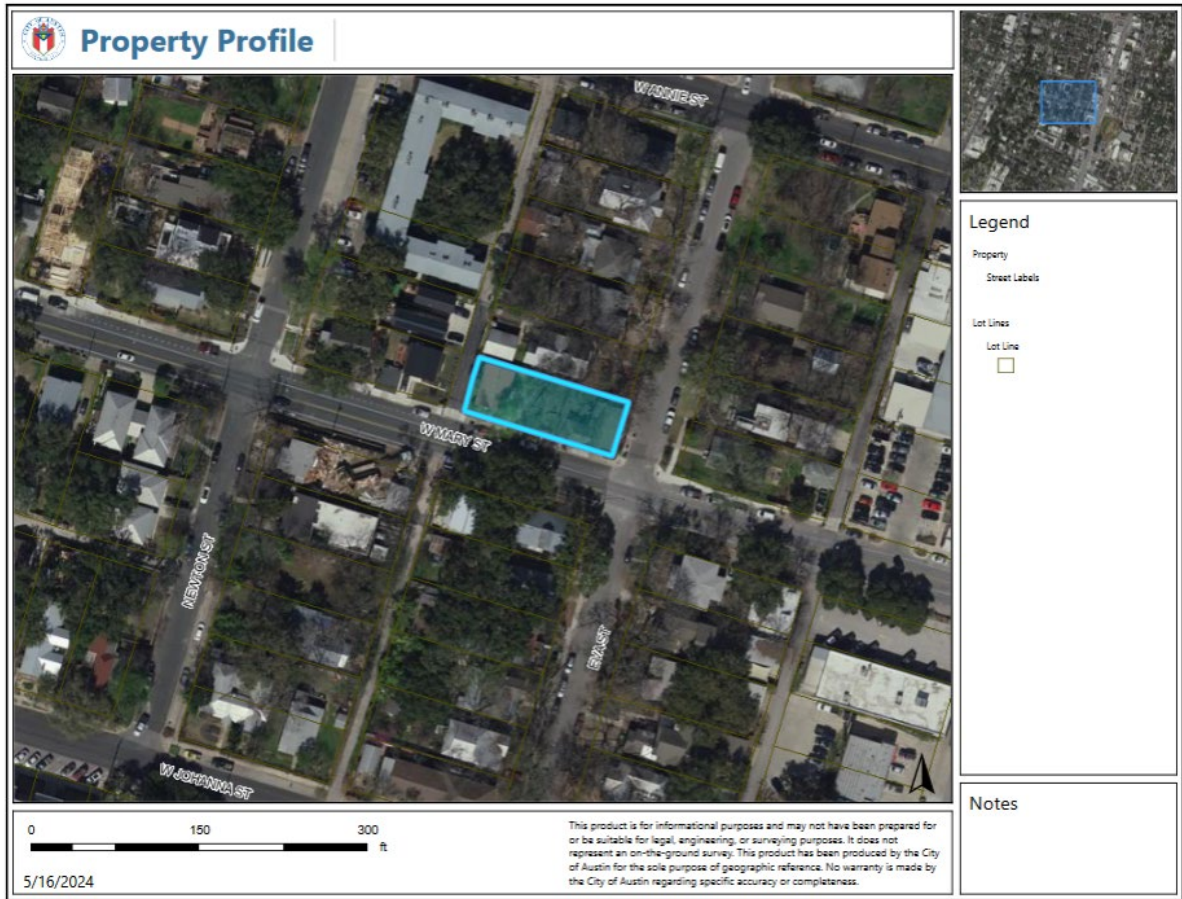 Property Profile
W ANNIE ST
W MARY ST
NEWTON ST
EVA ST
W JOHANNA ST
Legend
Property
Street Labels
Lot Lines
Lot Line
Notes
0 150 300
ft
5/16/2024
This product is for informational purposes and may not have been prepared for
or be suitable for legal, engineering, or surveying purposes. It does not
represent an on-the-ground survey. This product has been produced by the City
of Austin for the sole purpose of geographic reference. No warranty is made by
the City of Austin regarding specific accuracy or completeness.